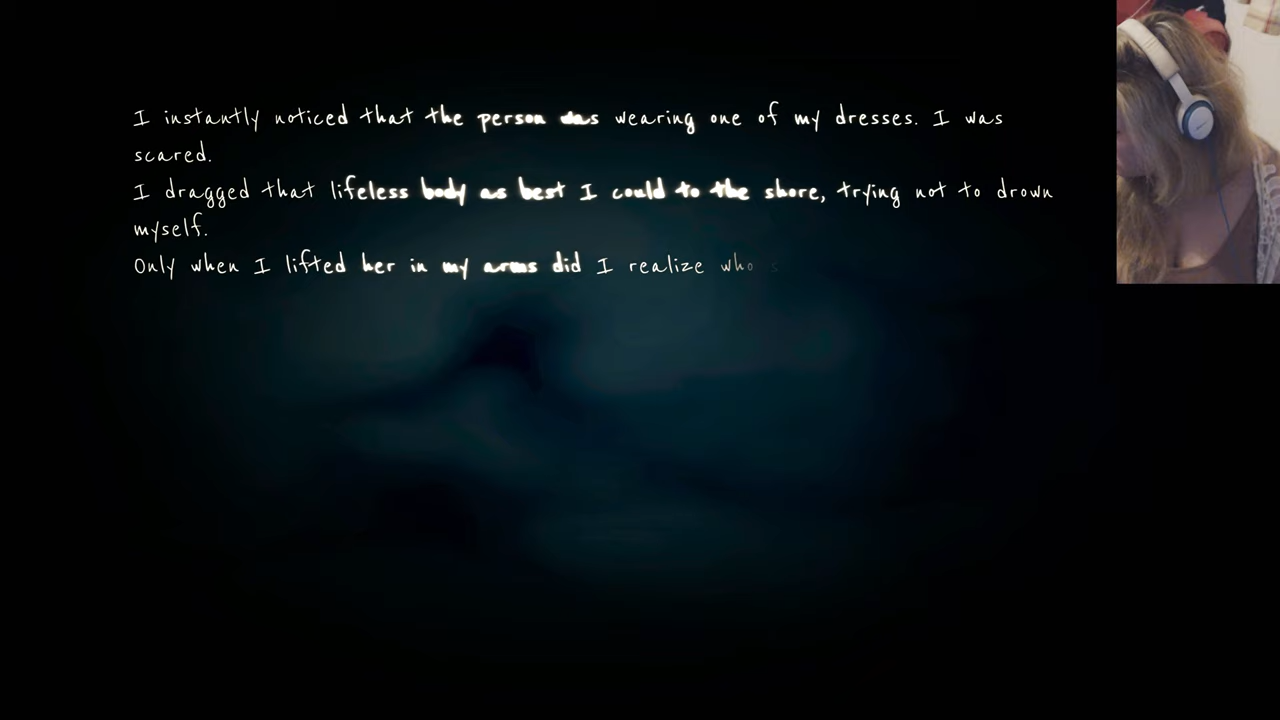 I instantly noticed that the person was wearing one of my dresses. I was
scared.
I dragged that lifeless body as best I could to the shore, trying not to drown
myself.
Only when I lifted her in my arms did I realize who s